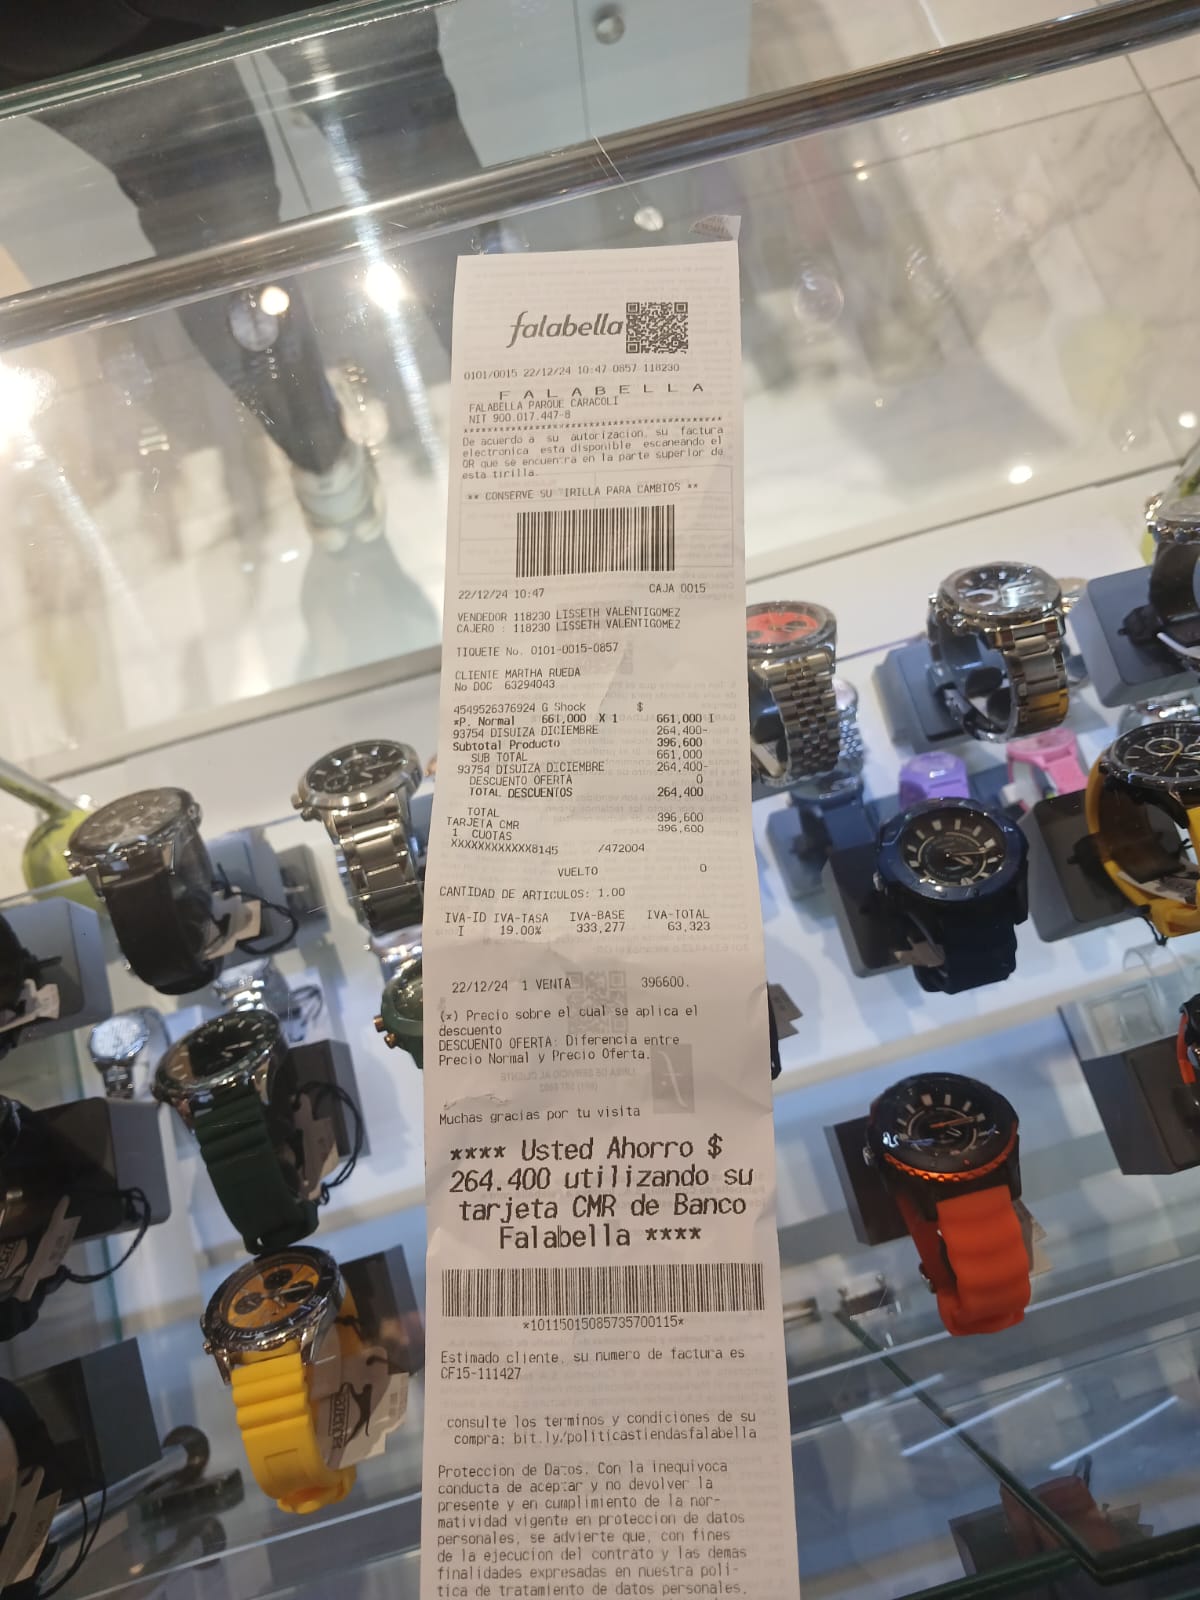 falabella
0101/0015 22/12/24 10:47 0857 118230
F A L A B E L L A
FALABELLA PARQUE CARACOLI
NIT 900.017.447-8
De acuerdo a su autorizacion, su factura
electronica esta disponible escaneando el
QR que se encuentra en la parte superior de
esta tirilla.
** CONSERVE SU TIRILLA PARA CAMBIOS **
22/12/24 10:47 CAJA 0015
VENDEDOR 118230 LISSETH VALENTIGOMEZ
CAJERO : 118230 LISSETH VALENTIGOMEZ
TIQUETE No. 0101-0015-0857
CLIENTE MARTHA RUEDA
No DOC 63294043
4549526376924 G Shock $
*P. Normal 661,000 X 1 661,000 I
93754 DISUIZA DICIEMBRE 264,400-
Subtotal Producto 396,600
SUB TOTAL 661,000
93754 DISUIZA DICIEMBRE 264,400-
DESCUENTO OFERTA 0
TOTAL DESCUENTOS 264,400
TOTAL 396,600
TARJETA CMR 396,600
1 CUOTAS
XXXXXXXXXXXX8145 /472004
VUELTO 0
CANTIDAD DE ARTICULOS: 1.00
IVA-ID IVA-TASA IVA-BASE IVA-TOTAL
I 19.00% 333,277 63,323
22/12/24 1 VENTA 396600.
(*) Precio sobre el cual se aplica el
descuento
DESCUENTO OFERTA: Diferencia entre
Precio Normal y Precio Oferta.
Muchas gracias por tu visita
**** Usted Ahorro $
264.400 utilizando su
tarjeta CMR de Banco
Falabella ****
*10115015085735700115*
Estimado cliente, su numero de factura es
CF15-111427
consulte los terminos y condiciones de su
compra: bit.ly/politicastiendasfalabella
Proteccion de Datos. Con la inequivoca
conducta de aceptar y no devolver la
presente y en cumplimiento de la nor-
matividad vigente en proteccion de datos
personales, se advierte que, con fines
de la ejecucion del contrato y las demas
finalidades expresadas en nuestra poli-
tica de tratamiento de datos personales.